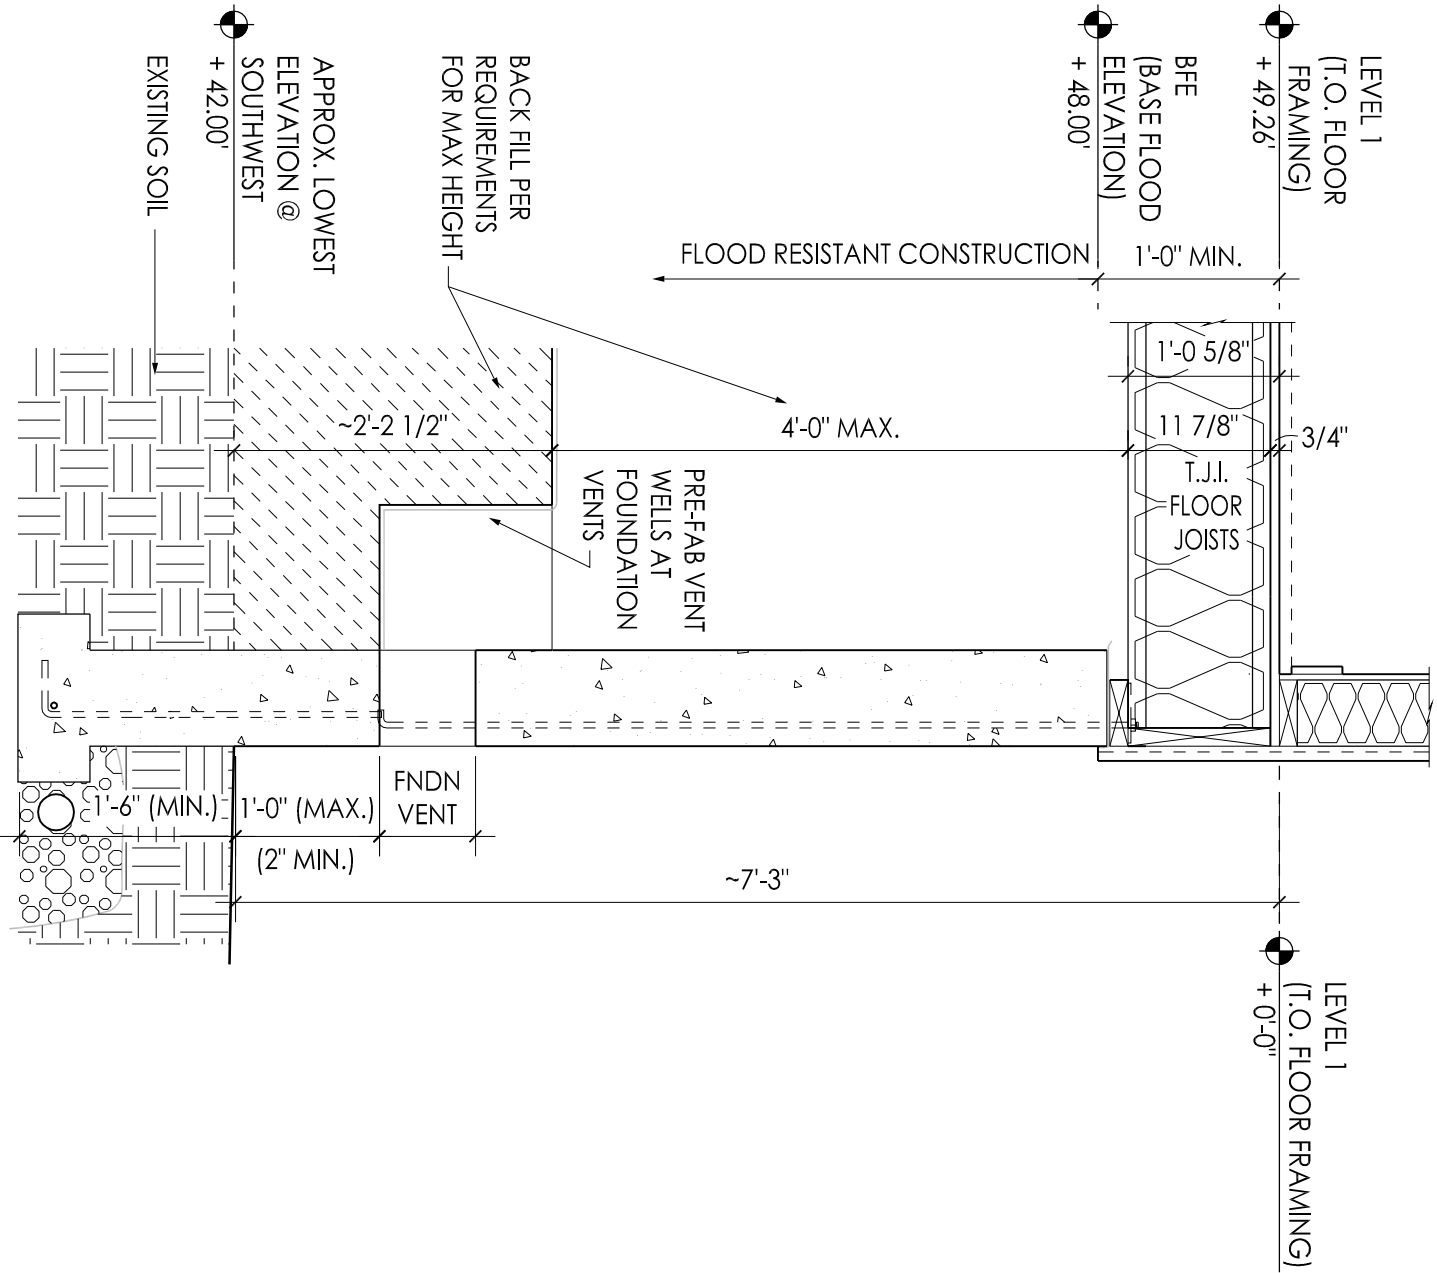 LEVEL 1
(T.O. FLOOR
FRAMING)
+ 49.26'
BFE
(BASE FLOOD
ELEVATION)
+ 48.00'
BACK FILL PER
REQUIREMENTS
FOR MAX HEIGHT
APPROX. LOWEST
ELEVATION @
SOUTHWEST
+ 42.00'
EXISTING SOIL
FLOOD RESISTANT CONSTRUCTION
1'-0" MIN.
1'-0 5/8"
~2'-2 1/2"
4'-0" MAX.
11 7/8"
3/4"
T.J.I.
FLOOR
JOISTS
PRE-FAB VENT
WELLS AT
FOUNDATION
VENTS
1'-6" (MIN.)
1'-0" (MAX.)
(2" MIN.)
FNDN
VENT
~7'-3"
LEVEL 1
(T.O. FLOOR FRAMING)
+ 0'-0"